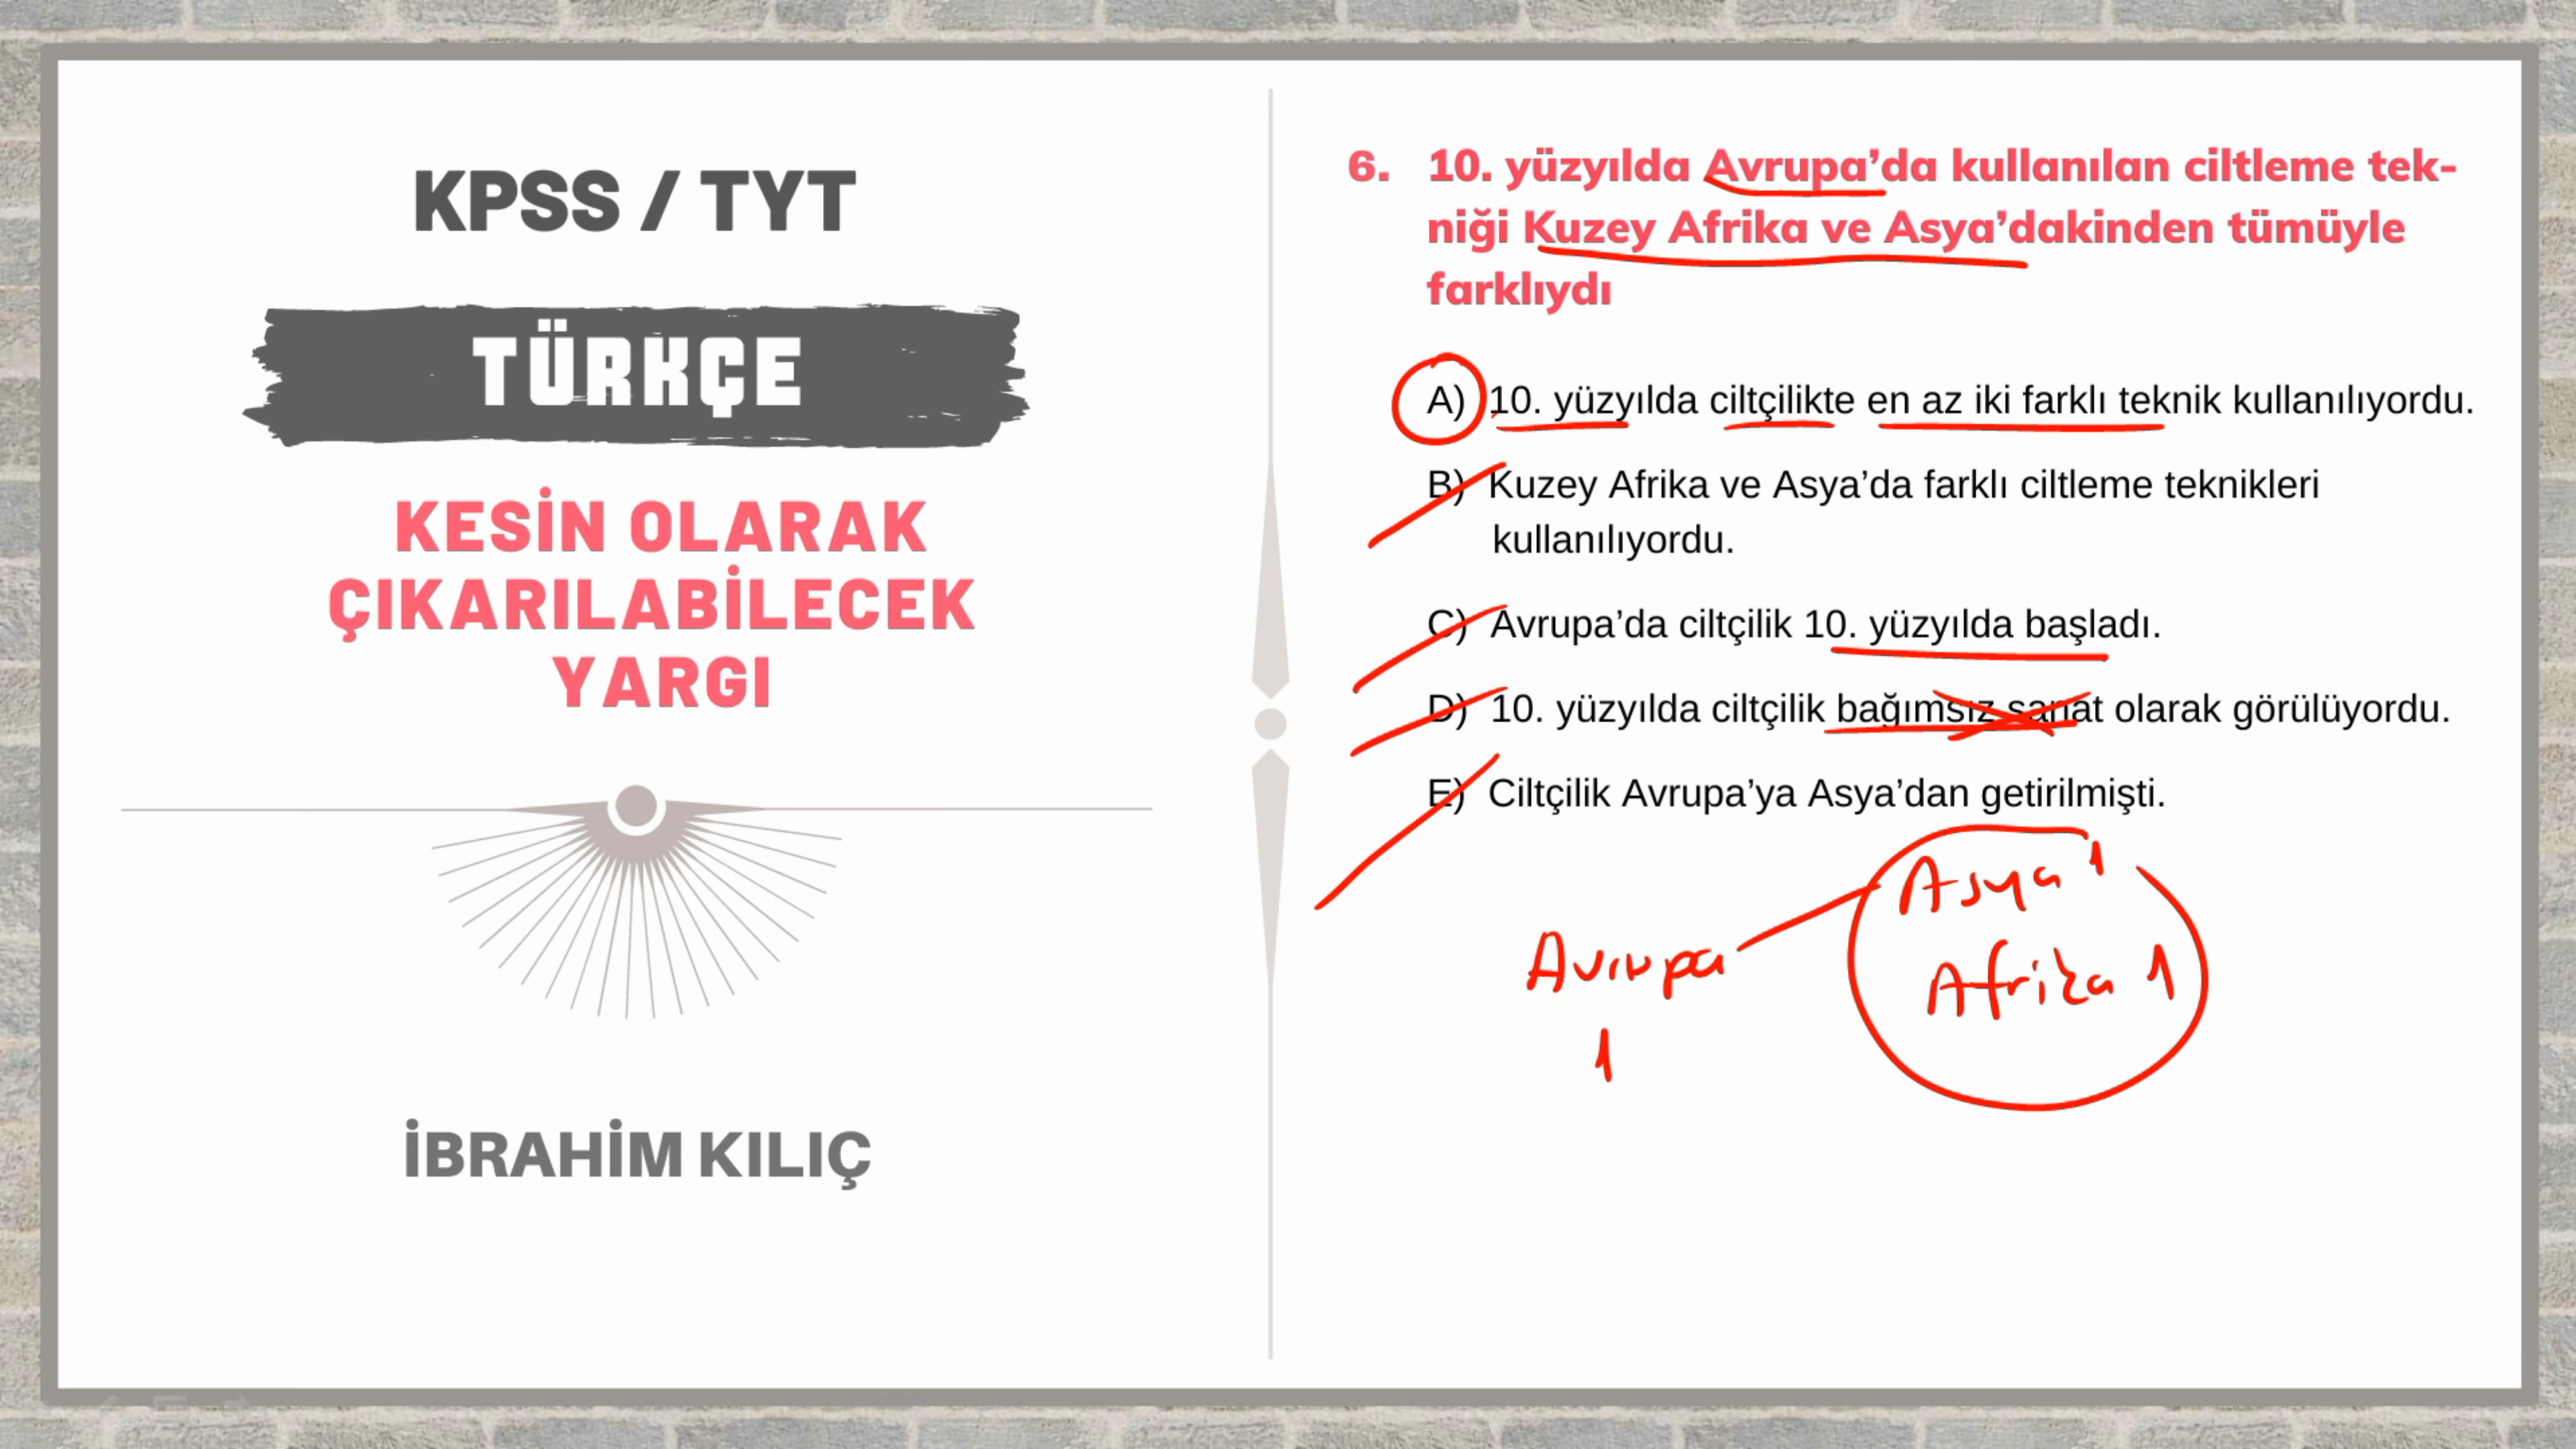 KPSS / TYT
TÜRKÇE
KESİN OLARAK
ÇIKARILABİLECEK
YARGI
İBRAHİM KILIÇ
6. 10. yüzyılda Avrupa’da kullanılan ciltleme tek-
niği Kuzey Afrika ve Asya’dakinden tümüyle
farklıydı
A) 10. yüzyılda ciltçilikte en az iki farklı teknik kullanılıyordu.
B) Kuzey Afrika ve Asya’da farklı ciltleme teknikleri
kullanılıyordu.
C) Avrupa’da ciltçilik 10. yüzyılda başladı.
D) 10. yüzyılda ciltçilik bağımsız sanat olarak görülüyordu.
E) Ciltçilik Avrupa’ya Asya’dan getirilmişti.
Asya 1
Avrupa
Afrika 1
1